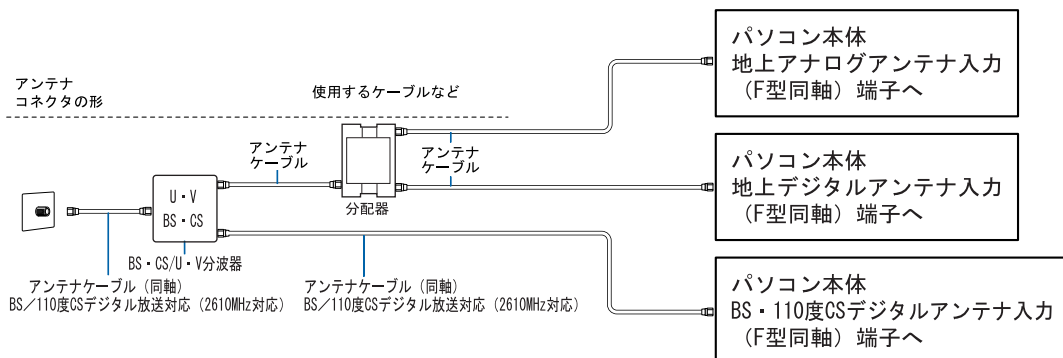 アンテナ
コネクタの形
使用するケーブルなど
アンテナ
ケーブル
アンテナ
ケーブル
分配器
U・V
BS・CS
BS・CS/U・V分波器
アンテナケーブル（同軸）
BS／110度CSデジタル放送対応（2610MHz対応）
アンテナケーブル（同軸）
BS／110度CSデジタル放送対応（2610MHz対応）
パソコン本体
地上アナログアンテナ入力
（F型同軸）端子へ
パソコン本体
地上デジタルアンテナ入力
（F型同軸）端子へ
パソコン本体
BS・110度CSデジタルアンテナ入力
（F型同軸）端子へ